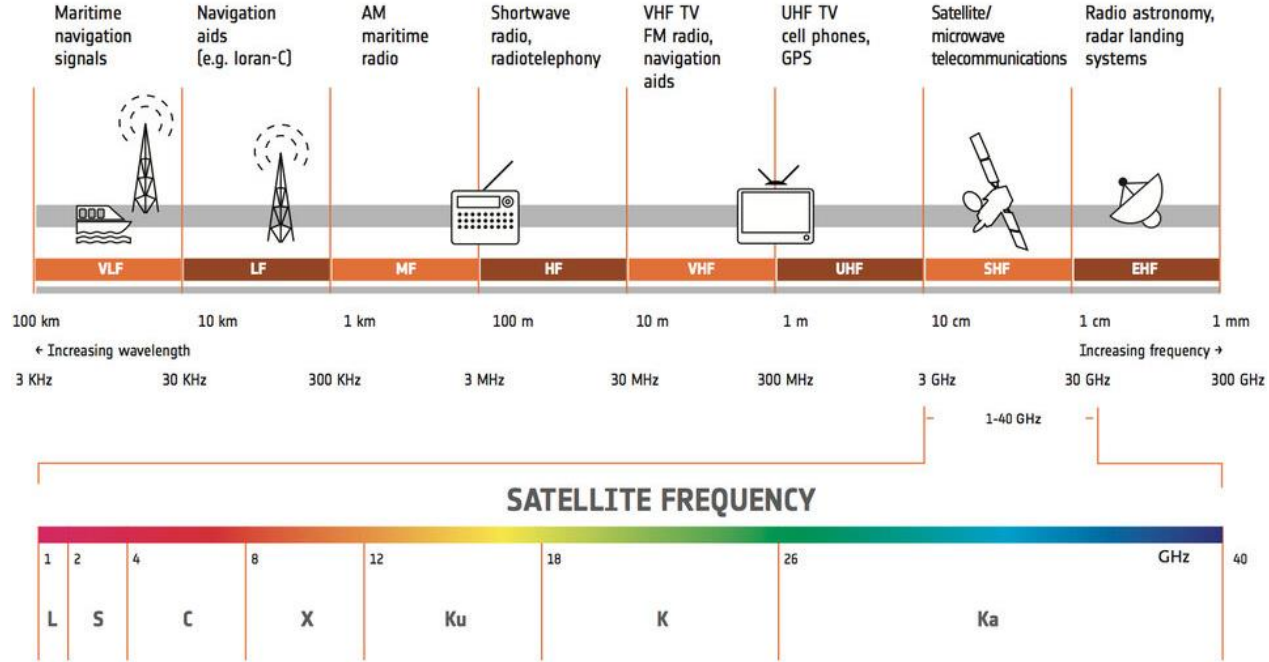 Maritime
navigation
signals
Navigation
aids
(e.g. loran-C)
AM
maritime
radio
Shortwave
radio,
radiotelephony
VHF TV
FM radio,
navigation
aids
UHF TV
cell phones,
GPS
Satellite/
microwave
telecommunications
Radio astronomy,
radar landing
systems
VLF LF MF HF VHF UHF SHF EHF
100 km 10 km 1 km 100 m 10 m 1 m 10 cm 1 cm 1 mm
← Increasing wavelength Increasing frequency →
3 KHz 30 KHz 300 KHz 3 MHz 30 MHz 300 MHz 3 GHz 30 GHz 300 GHz
1-40 GHz
SATELLITE FREQUENCY
1 2 4 8 12 18 26 GHz 40
L S C X Ku K Ka